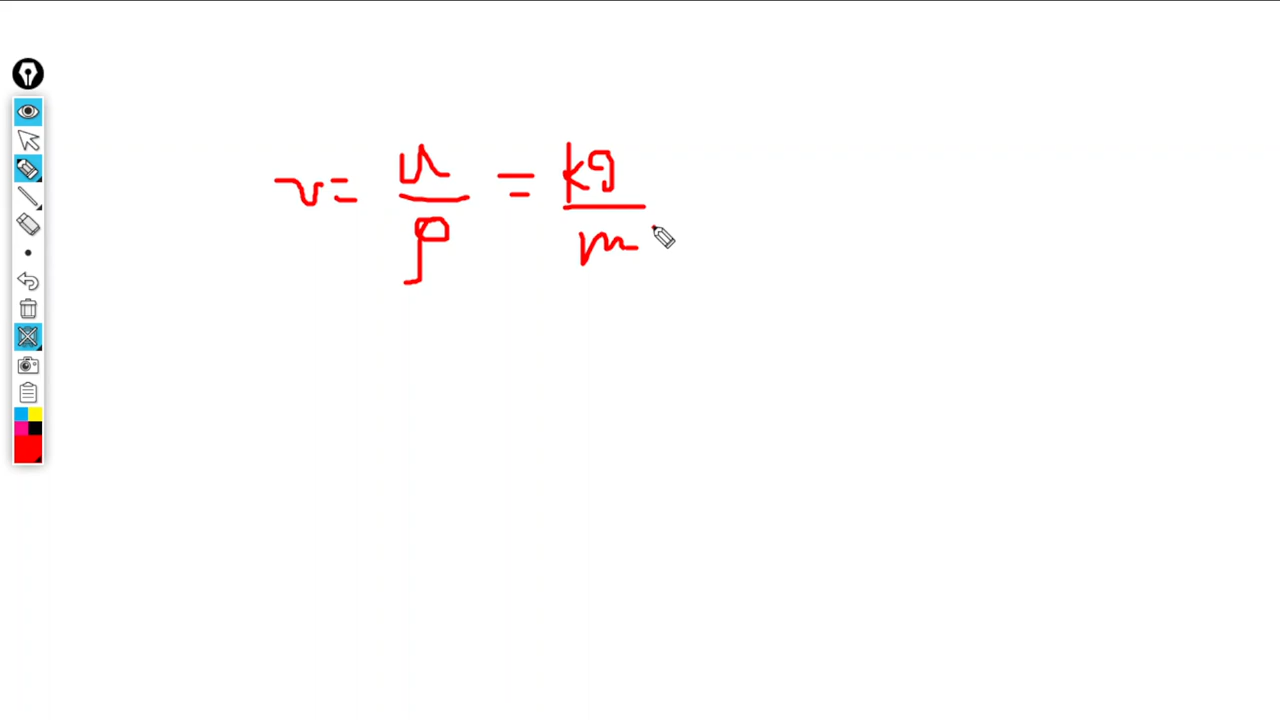 ν = μ/ρ = kg/m